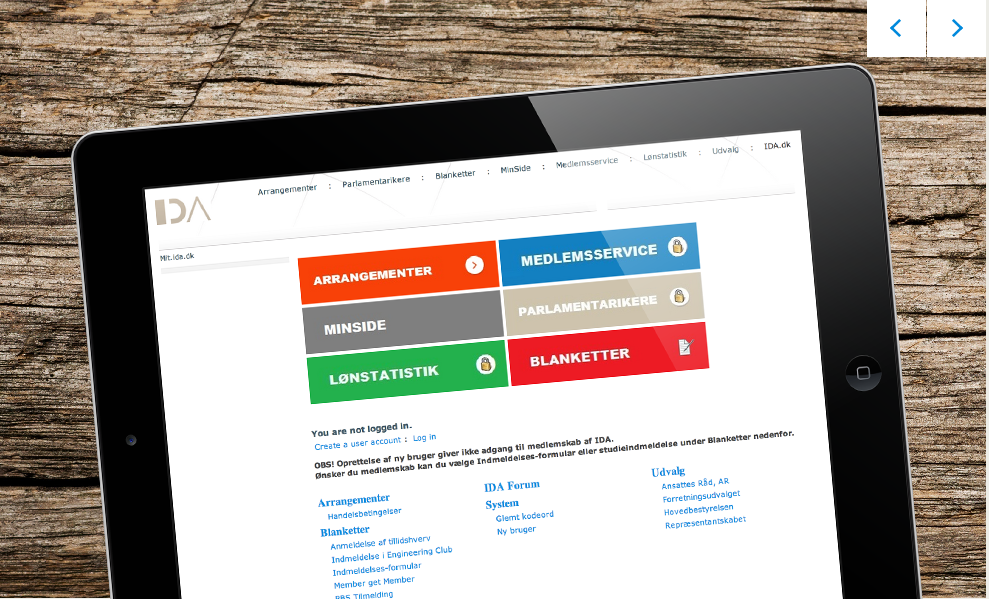 Arrangementer : Parlamentarikere : Blanketter : MinSide : Medlemsservice : Lønstatistik : Udvalg : IDA.dk
IDA
Mit.ida.dk
ARRANGEMENTER
MEDLEMSSERVICE
MINSIDE
PARLAMENTARIKERE
LØNSTATISTIK
BLANKETTER
You are not logged in.
Create a user account : Log in
OBS! Oprettelse af ny bruger giver ikke adgang til medlemskab af IDA.
Ønsker du medlemskab kan du vælge Indmeldelses-formular eller studieindmeldelse under Blanketter nedenfor.
Arrangementer
Handelsbetingelser
Blanketter
Anmeldelse af tillidshverv
Indmeldelse i Engineering Club
Indmeldelses-formular
Member get Member
PBS Tilmelding
IDA Forum
System
Glemt kodeord
Ny bruger
Udvalg
Ansattes Råd, AR
Forretningsudvalget
Hovedbestyrelsen
Repræsentantskabet